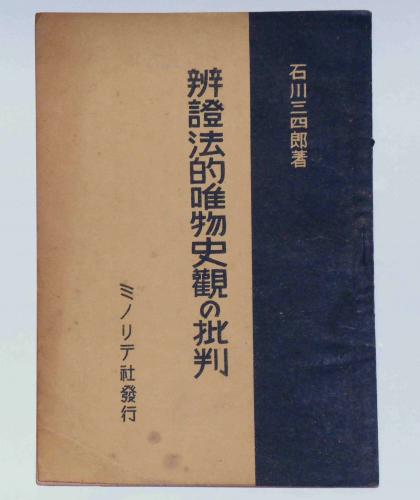 石川三四郎著
辨證法的唯物史觀の批判
ミノリテ社發行